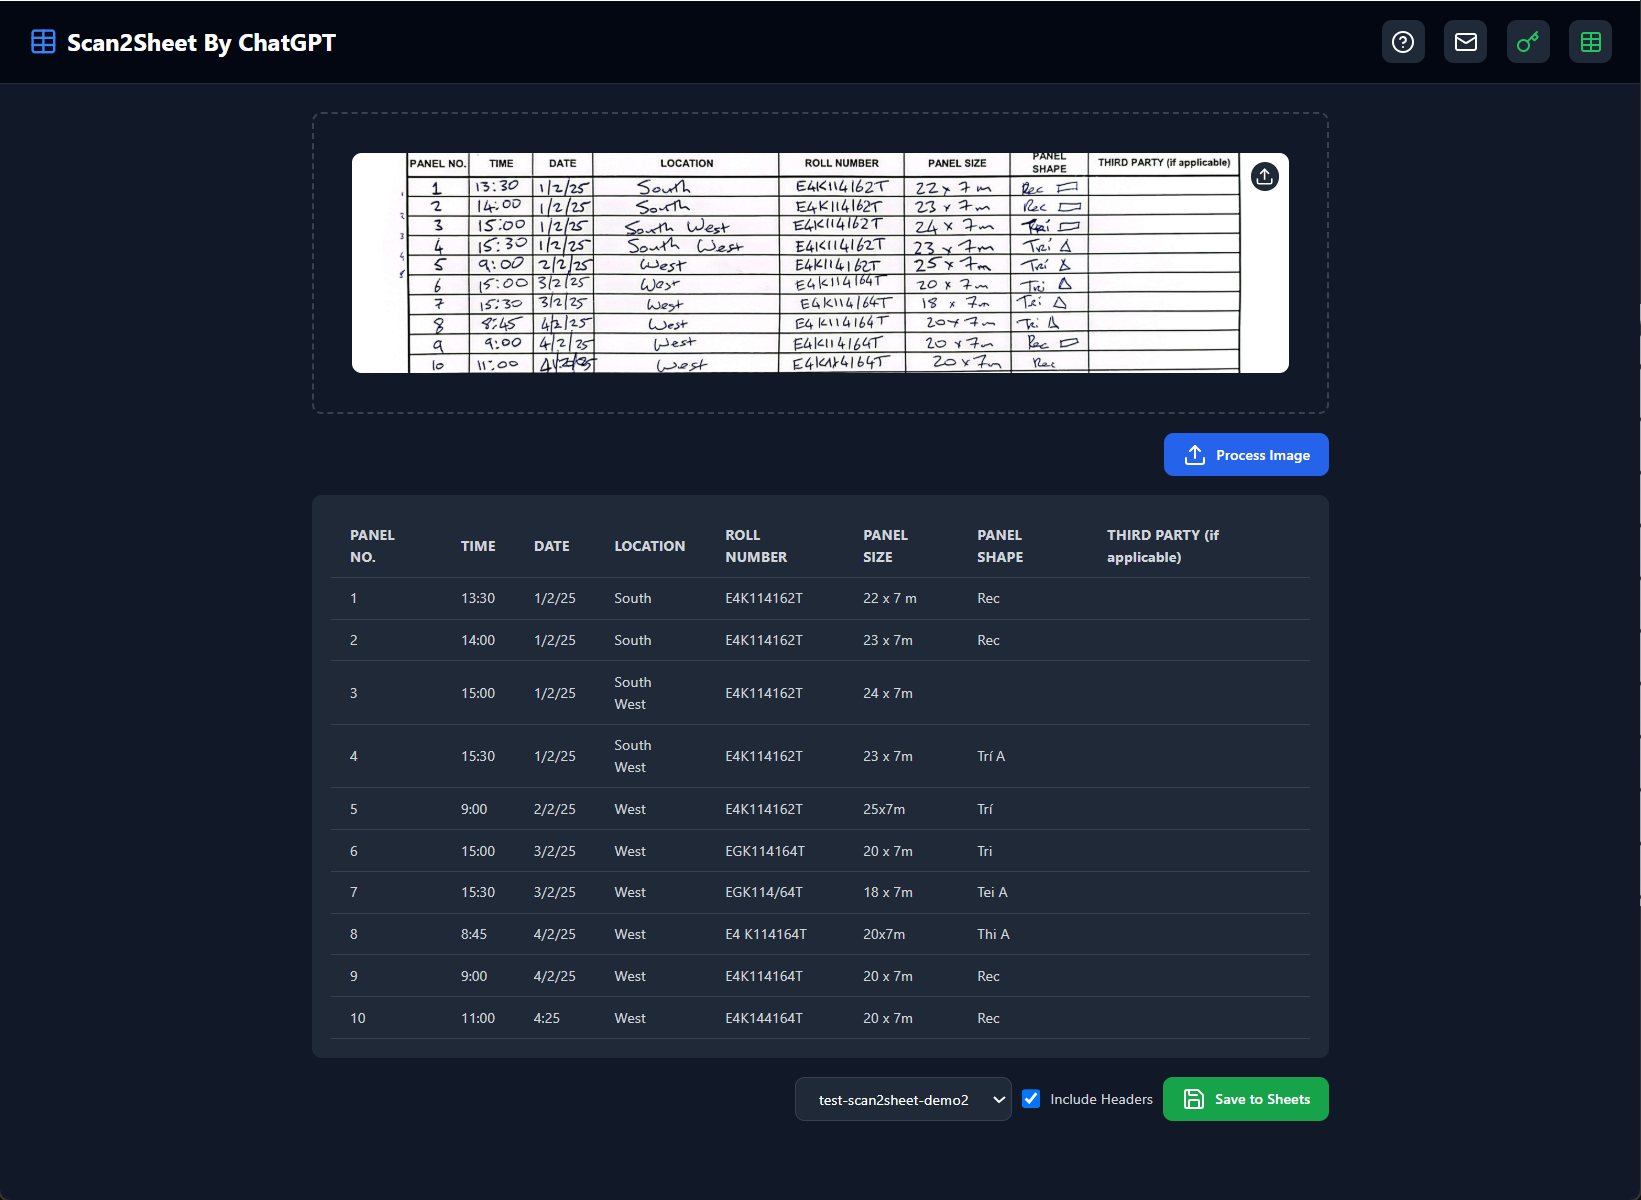 Scan2Sheet By ChatGPT
PANEL NO. TIME DATE LOCATION ROLL NUMBER PANEL SIZE PANEL SHAPE THIRD PARTY (if applicable)
1 13:30 1/2/25 South E4K114162T 22 x 7 m Rec
2 14:00 1/2/25 South E4K114162T 23 x 7m Rec
3 15:00 1/2/25 South West E4K114162T 24 x 7m
4 15:30 1/2/25 South West E4K114162T 23 x 7m Tri
5 9:00 2/2/25 West E4K114162T 25 x 7m Tri
6 15:00 3/2/25 West E4K114164T 20 x 7m Tri
7 15:30 3/2/25 West E4K114164T 18 x 7m Tri
8 8:45 4/2/25 West E4K114164T 20x7m Tri
9 9:00 4/2/25 West E4K114164T 20 x 7m Rec
10 11:00 West 20 x 7m Rec
Process Image
PANEL NO. TIME DATE LOCATION ROLL NUMBER PANEL SIZE PANEL SHAPE THIRD PARTY (if applicable)
1 13:30 1/2/25 South E4K114162T 22 x 7 m Rec
2 14:00 1/2/25 South E4K114162T 23 x 7m Rec
3 15:00 1/2/25 South West E4K114162T 24 x 7m
4 15:30 1/2/25 South West E4K114162T 23 x 7m Trí A
5 9:00 2/2/25 West E4K114162T 25x7m Trí
6 15:00 3/2/25 West EGK114164T 20 x 7m Tri
7 15:30 3/2/25 West EGK114/64T 18 x 7m Tei A
8 8:45 4/2/25 West E4 K114164T 20x7m Thi A
9 9:00 4/2/25 West E4K114164T 20 x 7m Rec
10 11:00 4:25 West E4K144164T 20 x 7m Rec
test-scan2sheet-demo2 Include Headers Save to Sheets